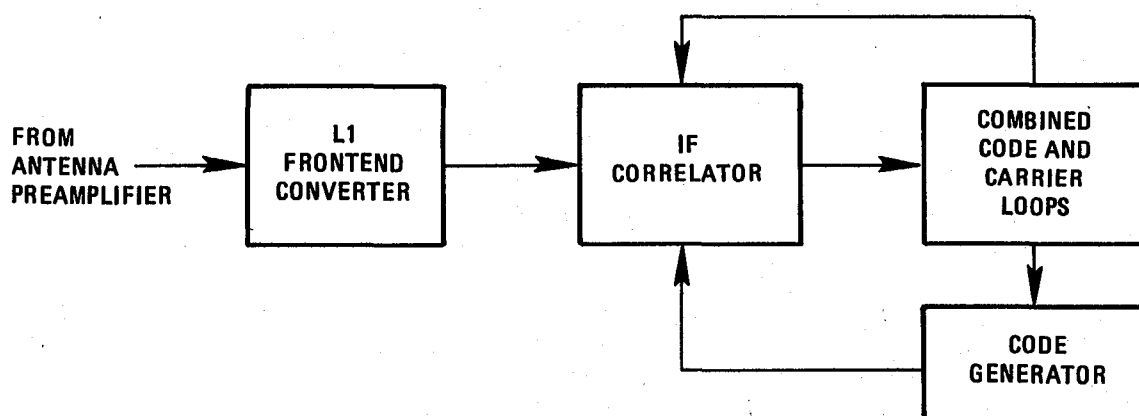 FROM
ANTENNA
PREAMPLIFIER
L1
FRONTEND
CONVERTER
IF
CORRELATOR
COMBINED
CODE AND
CARRIER
LOOPS
CODE
GENERATOR